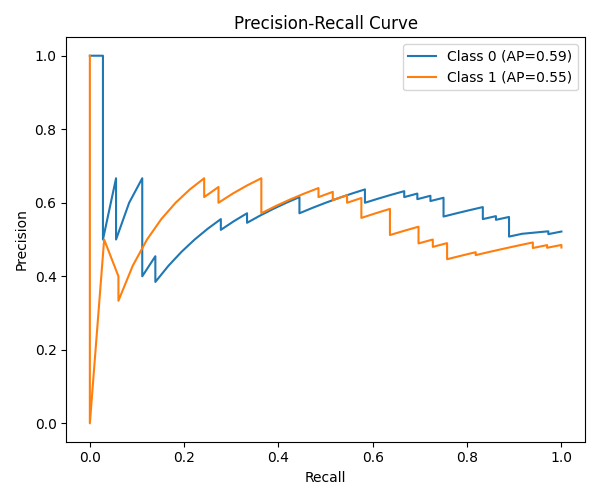 Precision-Recall Curve
Class 0 (AP=0.59)
Class 1 (AP=0.55)
Precision
1.0
0.8
0.6
0.4
0.2
0.0
0.0 0.2 0.4 0.6 0.8 1.0
Recall